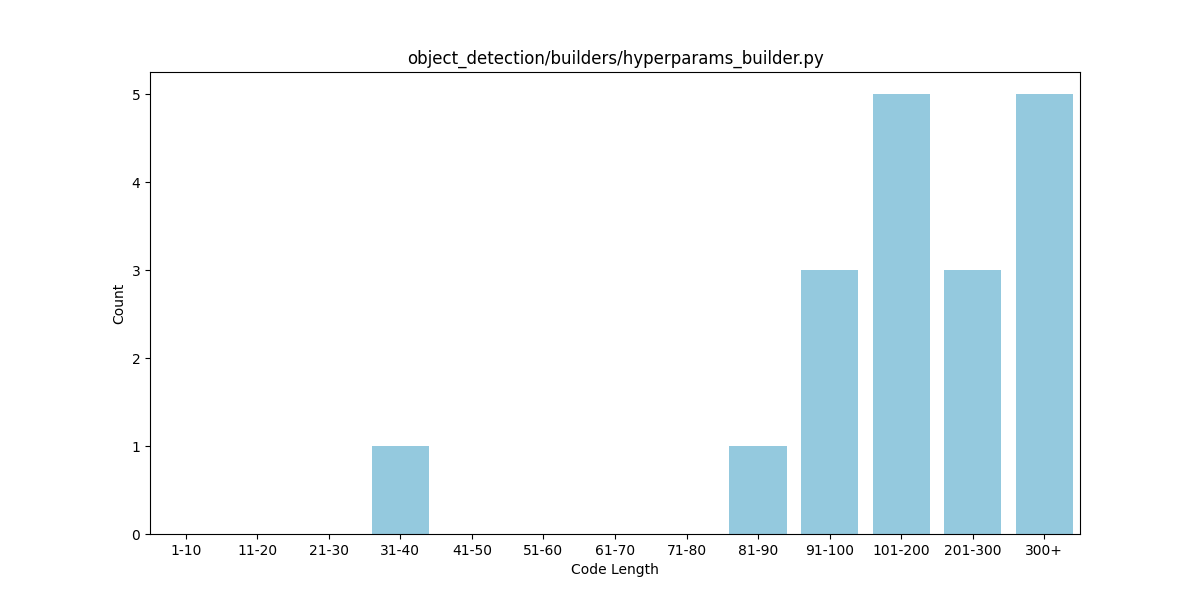 object_detection/builders/hyperparams_builder.py
5
4
3
2
1
0
Count
1-10 11-20 21-30 31-40 41-50 51-60 61-70 71-80 81-90 91-100 101-200 201-300 300+
Code Length